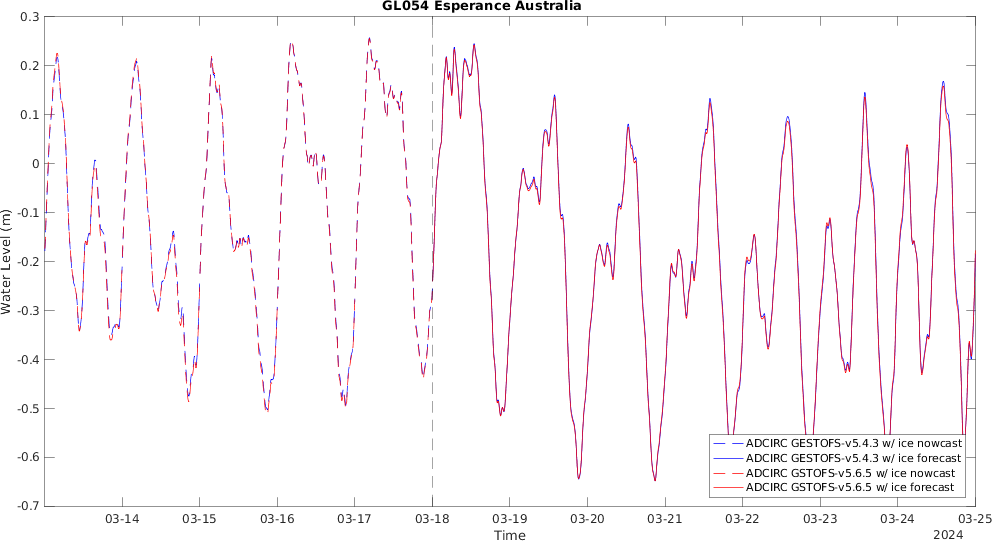 GL054 Esperance Australia
0.3
0.2
0.1
0
-0.1
-0.2
-0.3
-0.4
-0.5
-0.6
-0.7
Water Level (m)
ADCIRC GESTOFS-v5.4.3 w/ ice nowcast
ADCIRC GESTOFS-v5.4.3 w/ ice forecast
ADCIRC GSTOFS-v5.6.5 w/ ice nowcast
ADCIRC GSTOFS-v5.6.5 w/ ice forecast
03-14 03-15 03-16 03-17 03-18 03-19 03-20 03-21 03-22 03-23 03-24 03-25
Time
2024